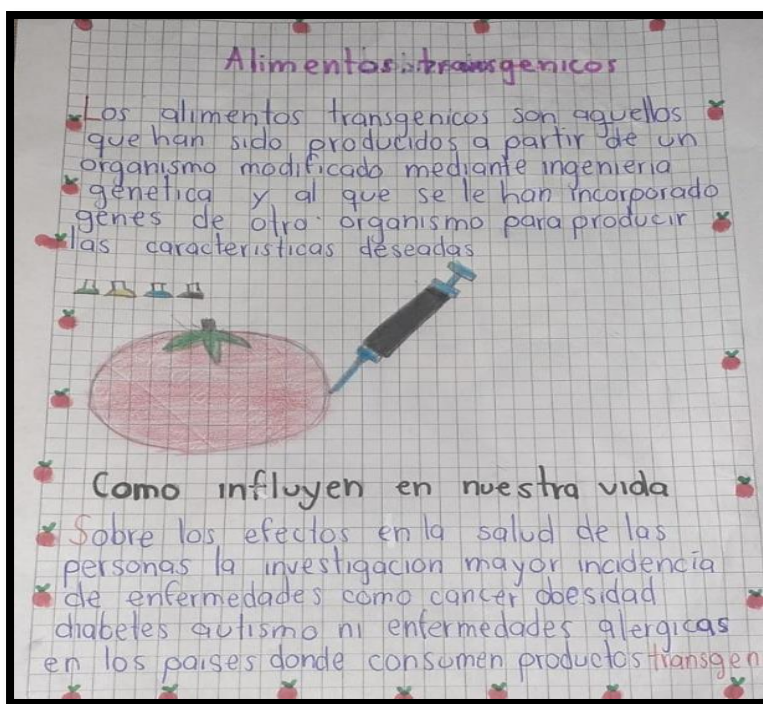 Alimentos transgenicos
Los alimentos transgenicos son aquellos
que han sido producidos a partir de un
organismo modificado mediante ingenieria
genetica y al que se le han incorporado
genes de otro organismo para producir
las caracteristicas deseadas
Como influyen en nuestra vida
Sobre los efectos en la salud de las
personas la investigacion mayor incidencia
de enfermedades como cancer obesidad
diabetes autismo ni enfermedades alergicas
en los paises donde consumen productos transgen